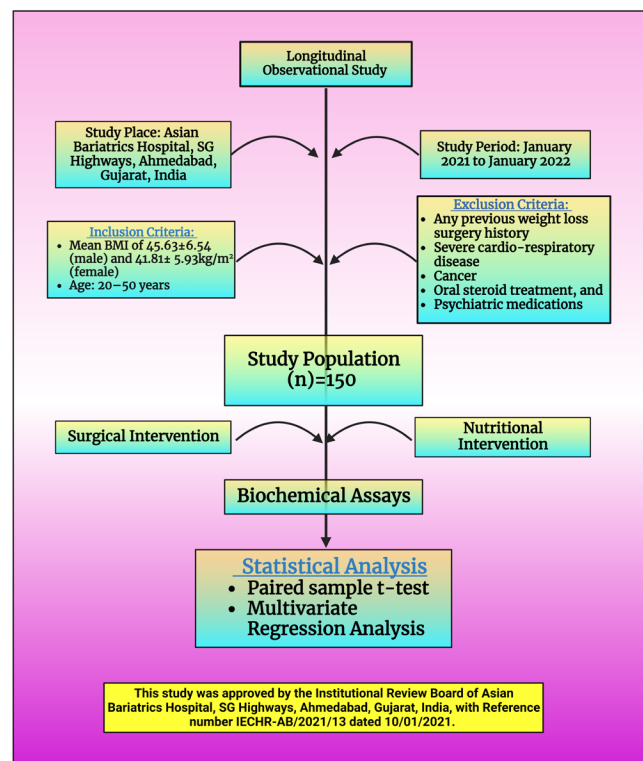 Longitudinal
Observational Study
Study Place: Asian
Bariatrics Hospital, SG
Highways, Ahmedabad,
Gujarat, India
Study Period: January
2021 to January 2022
Inclusion Criteria:
• Mean BMI of 45.63±6.54
(male) and 41.81± 5.93kg/m²
(female)
• Age: 20–50 years
Exclusion Criteria:
• Any previous weight loss
surgery history
• Severe cardio-respiratory
disease
• Cancer
• Oral steroid treatment, and
• Psychiatric medications
Study Population
(n)=150
Surgical Intervention
Nutritional
Intervention
Biochemical Assays
Statistical Analysis
• Paired sample t-test
• Multivariate
Regression Analysis
This study was approved by the Institutional Review Board of Asian
Bariatrics Hospital, SG Highways, Ahmedabad, Gujarat, India, with Reference
number IECHR-AB/2021/13 dated 10/01/2021.